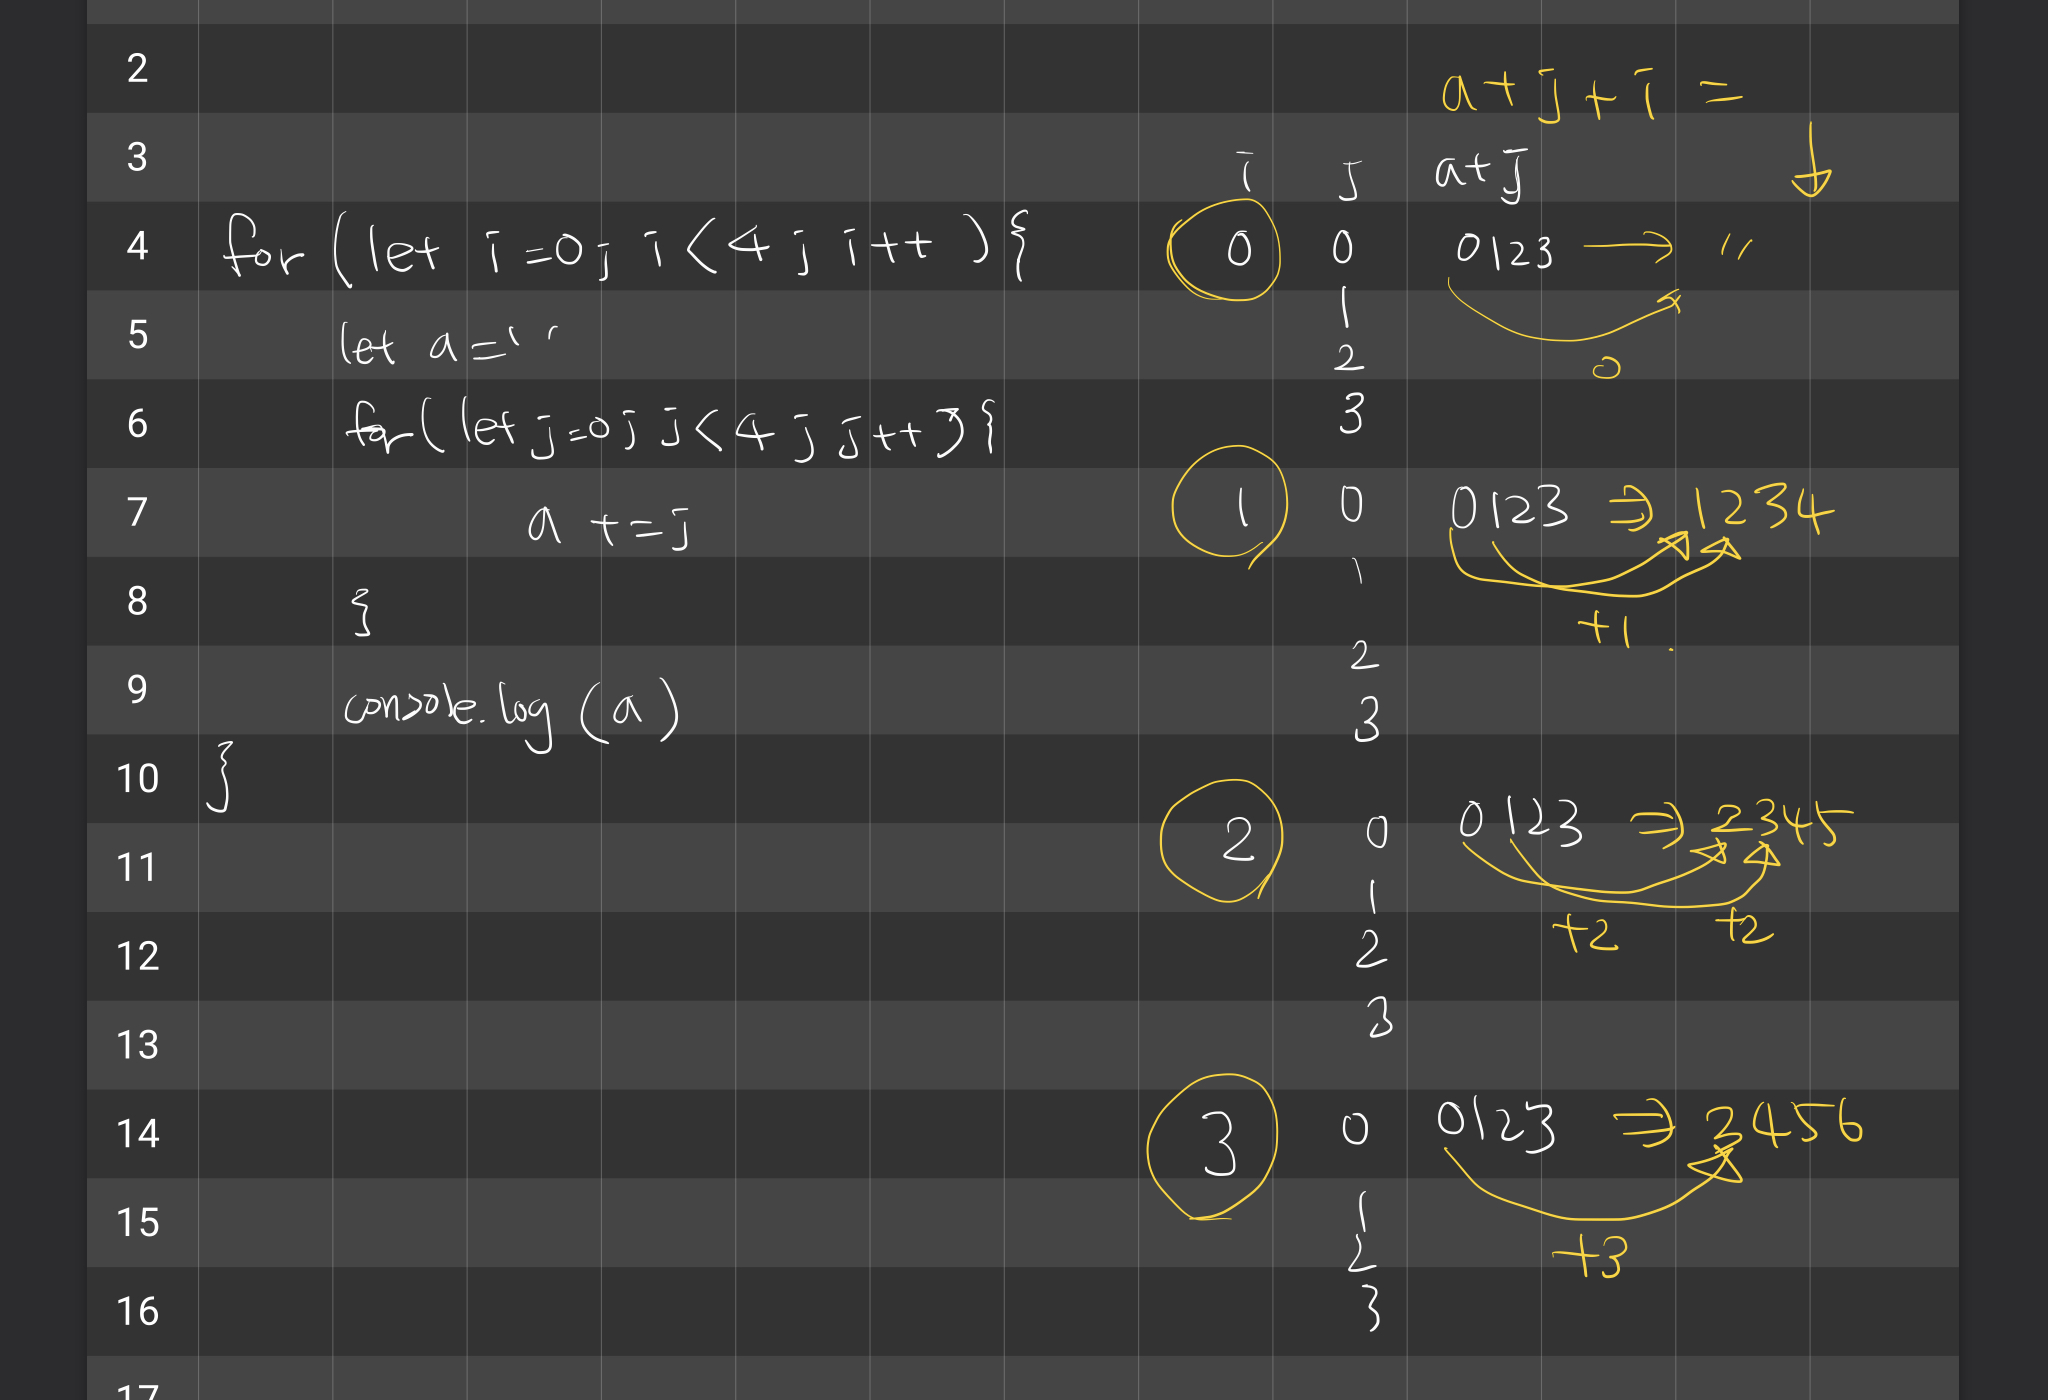 2 a+j+i =
3 i j a+j
4 for (let i=0; i<4; i++){ 0 0 0123 → "
5 let a='' 1
2 0
6 for(let j=0; j<4; j++){ 3
7 a +=j 1 0 0123 ⇒ 1234
8 { 1 +1
9 console.log(a) 2
3
10 }
11 2 0 0123 ⇒ 2345
1
12 2 +2 +2
13 3
14 3 0 0123 ⇒ 3456
15 1
2 +3
16 3
17